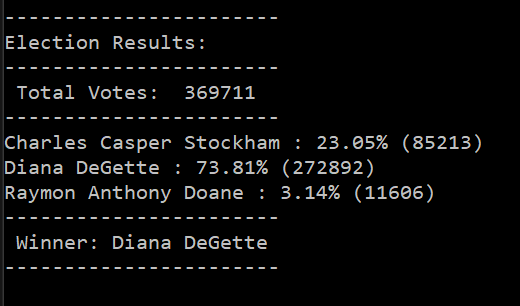 -----------------------
Election Results:
-----------------------
 Total Votes:  369711
-----------------------
Charles Casper Stockham : 23.05% (85213)
Diana DeGette : 73.81% (272892)
Raymon Anthony Doane : 3.14% (11606)
-----------------------
 Winner: Diana DeGette
-----------------------